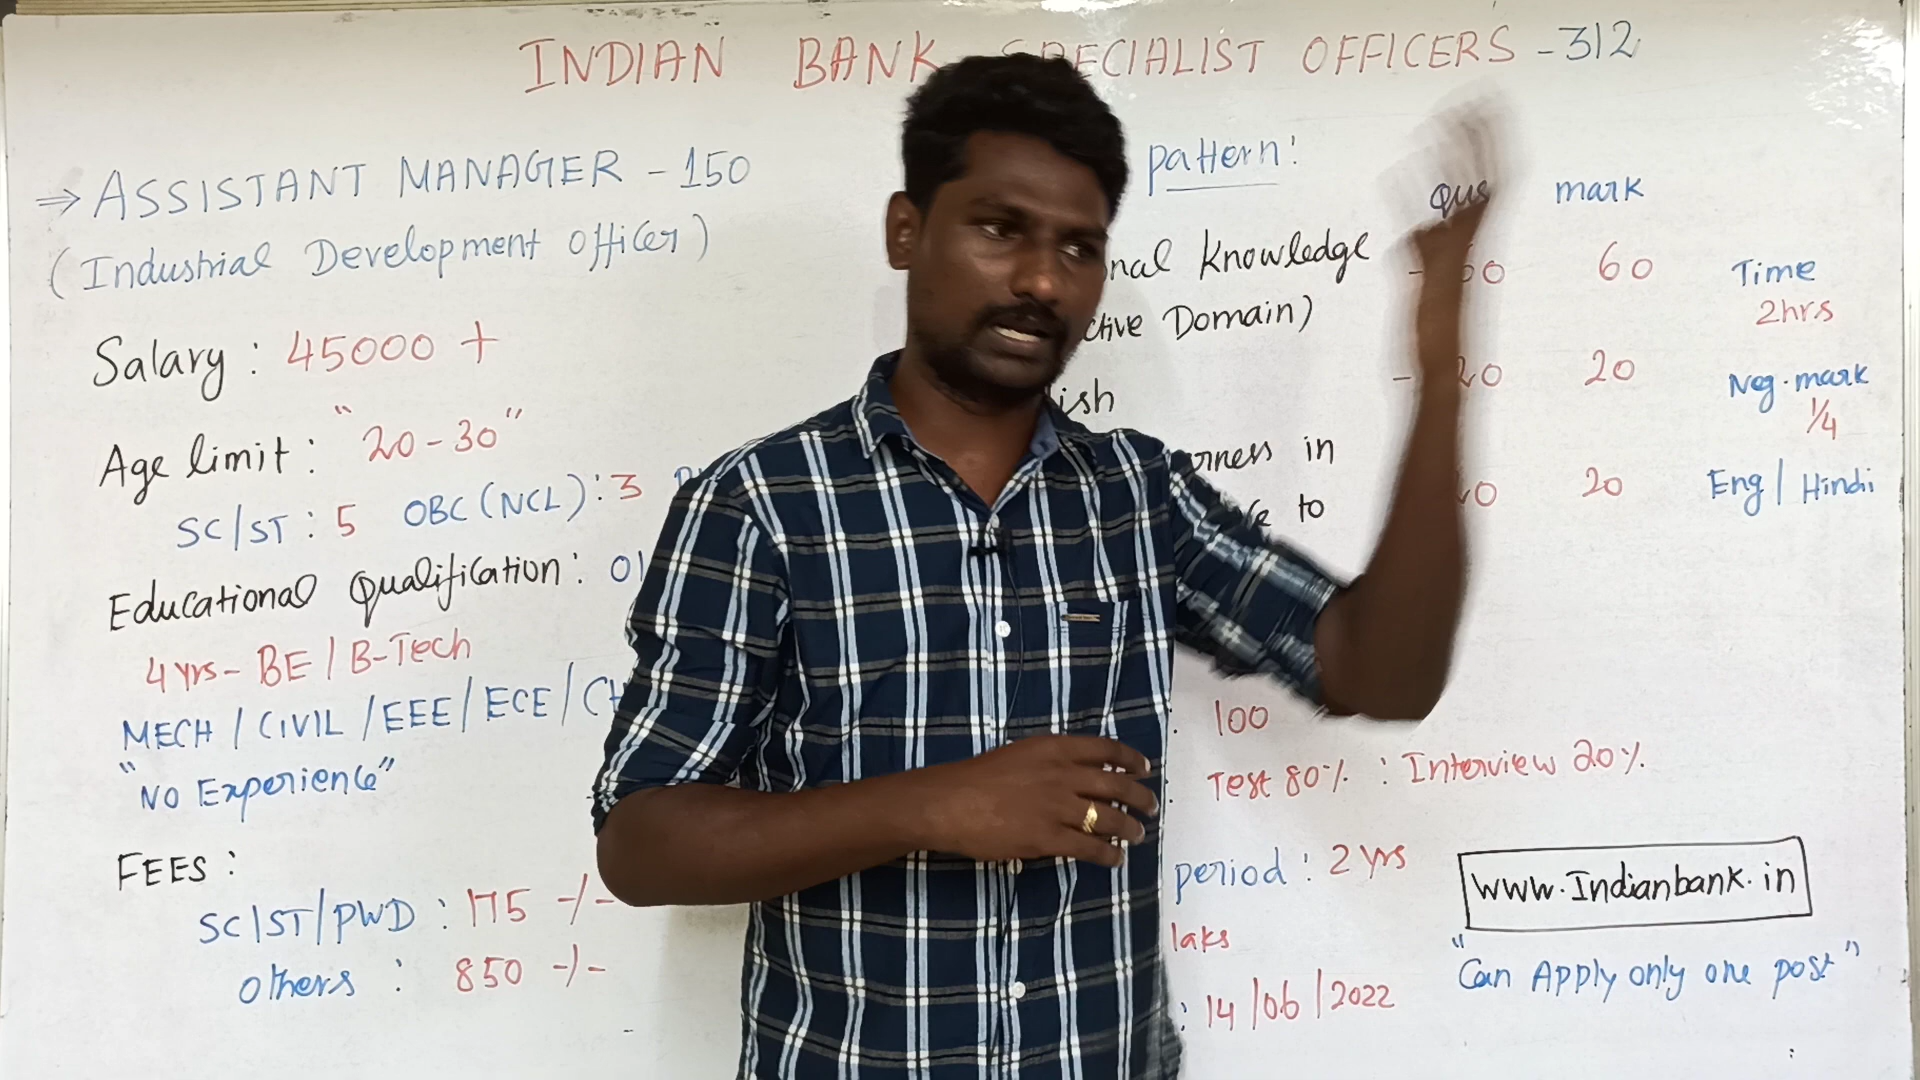 INDIAN BANK SPECIALIST OFFICERS - 312
⇒ ASSISTANT MANAGER - 150
(Industrial Development officer)
Salary : 45000 +
Age limit : "20-30"
SC/ST : 5 OBC (NCL) : 3
Educational Qualification :
4 yrs - BE / B-Tech
MECH / CIVIL / EEE / ECE /
"No Experience"
FEES :
SC/ST/PWD : 175 -/-
others : 850 -/-
pattern :
Qus mark
Knowledge 60
Domain)
20
in 20
to
Time
2hrs
Neg. mark
1/4
Eng / Hindi
100
Test 80% : Interview 20%.
period : 2 yrs
laks
: 14/06/2022
www.Indianbank.in
"Can Apply only one post"